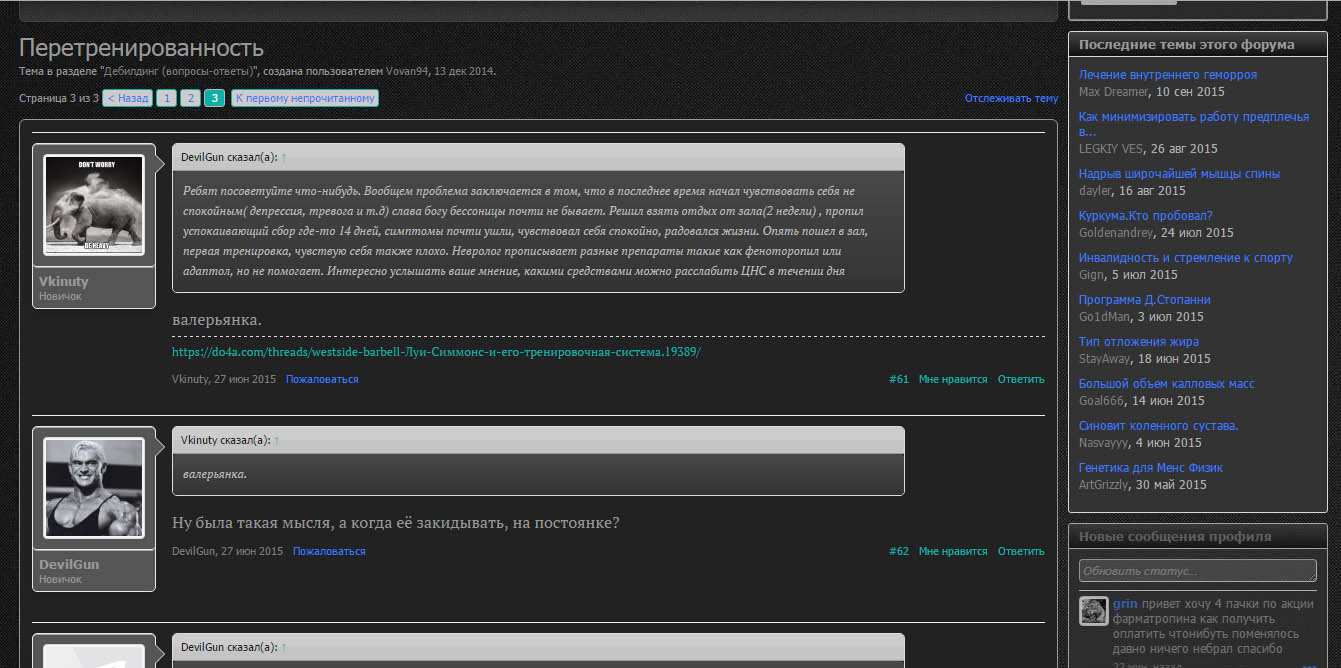 Перетренированность
Тема в разделе "Дебилдинг (вопросы-ответы)", создана пользователем Vovan94, 13 дек 2014.
Страница 3 из 3 < Назад 1 2 3 К первому непрочитанному
Отслеживать тему
DON'T WORRY
BE HEAVY
Vkinuty
Новичок
DevilGun сказал(а): ↑
Ребят посоветуйте что-нибудь. Вообщем проблема заключается в том, что в последнее время начал чувствовать себя не
спокойным( депрессия, тревога и т.д) слава богу бессоницы почти не бывает. Решил взять отдых от зала(2 недели) , пропил
успокаивающий сбор где-то 14 дней, симптомы почти ушли, чувствовал себя спокойно, радовался жизни. Опять пошел в зал,
первая тренировка, чувствую себя также плохо. Невролог прописывает разные препараты такие как феноторопил или
адаптол, но не помогает. Интересно услышать ваше мнение, какими средствами можно расслабить ЦНС в течении дня
валерьянка.
https://do4a.com/threads/westside-barbell-Луи-Симмонс-и-его-тренировочная-система.19389/
Vkinuty, 27 июн 2015 Пожаловаться
#61 Мне нравится Ответить
DevilGun
Новичок
Vkinuty сказал(а): ↑
валерьянка.
Ну была такая мысля, а когда её закидывать, на постоянке?
DevilGun, 27 июн 2015 Пожаловаться
#62 Мне нравится Ответить
DevilGun сказал(а): ↑
Последние темы этого форума
Лечение внутреннего геморроя
Max Dreamer, 10 сен 2015
Как минимизировать работу предплечья
в...
LEGKIY VES, 26 авг 2015
Надрыв широчайшей мышцы спины
dayler, 16 авг 2015
Куркума.Кто пробовал?
Goldenandrey, 24 июл 2015
Инвалидность и стремление к спорту
Gign, 5 июл 2015
Программа Д.Стопанни
Go1dMan, 3 июл 2015
Тип отложения жира
StayAway, 18 июн 2015
Большой объем калловых масс
Goal666, 14 июн 2015
Синовит коленного сустава.
Nasvayyy, 4 июн 2015
Генетика для Менс Физик
ArtGrizzly, 30 май 2015
Новые сообщения профиля
Обновить статус...
grin привет хочу 4 пачки по акции
фарматропина как получить
оплатить чтонибуть поменялось
давно ничего небрал спасибо
22 мин. назад